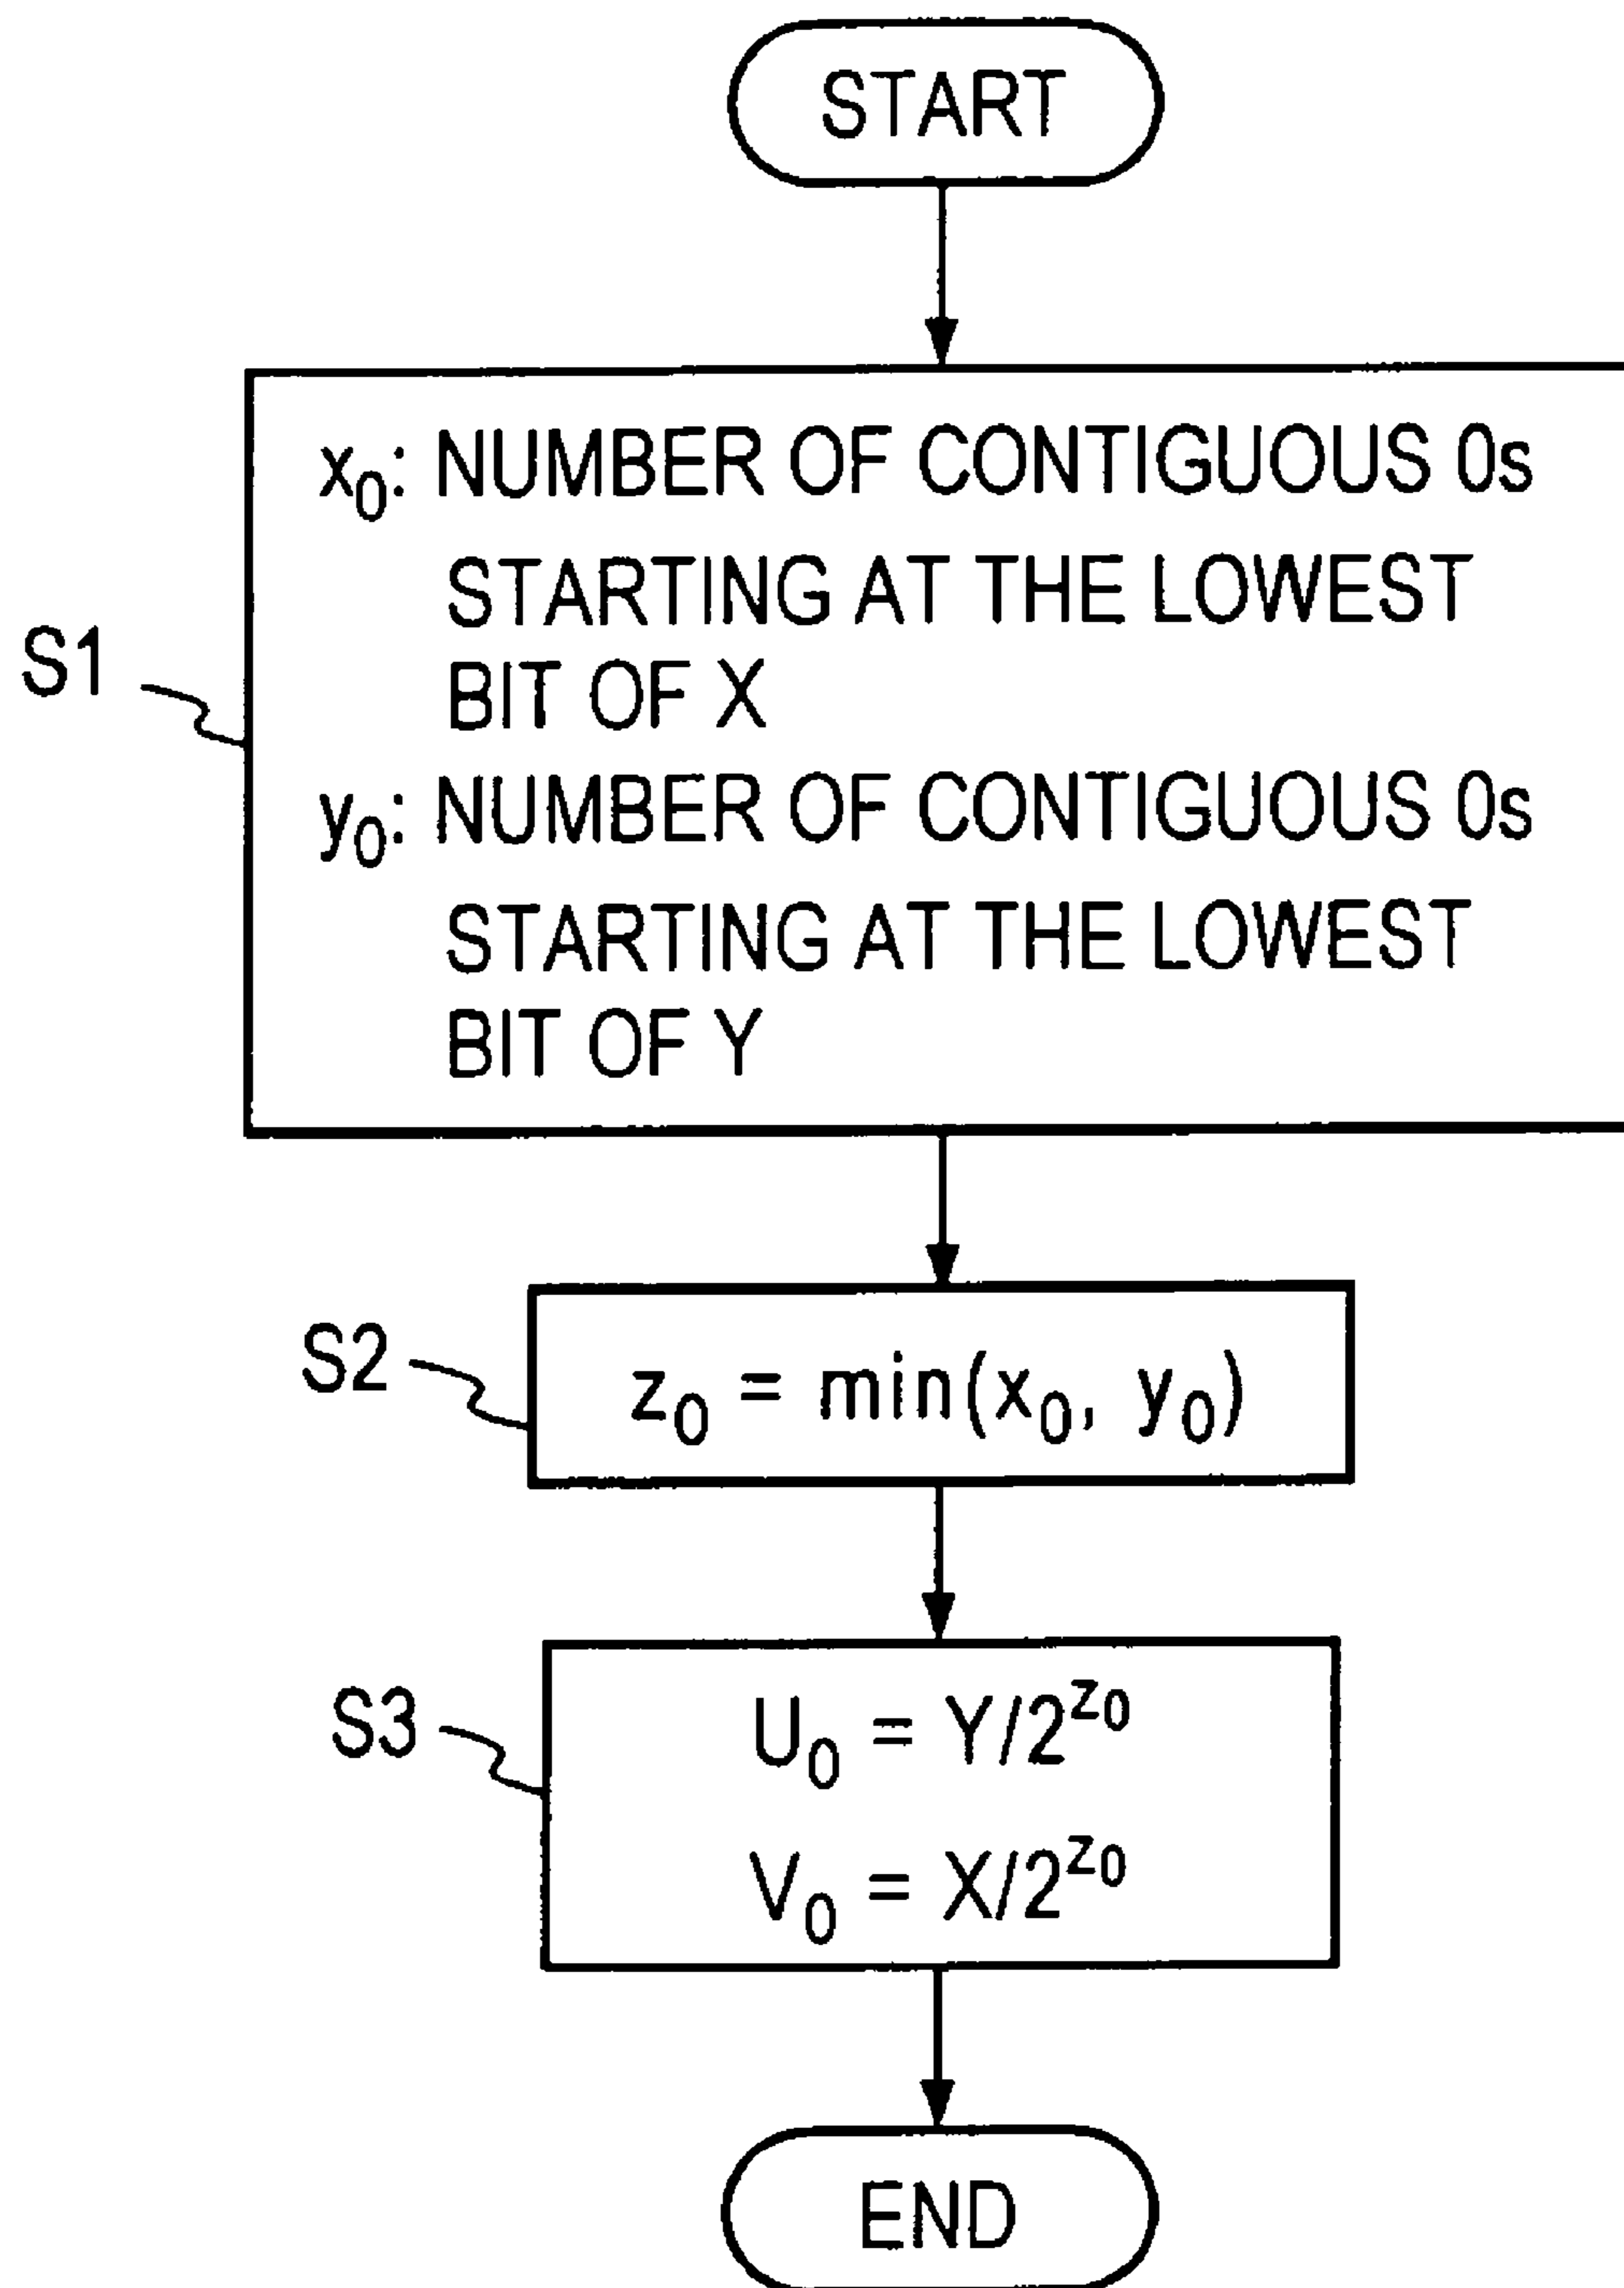 START
x₀: NUMBER OF CONTIGUOUS 0s
STARTING AT THE LOWEST
BIT OF X
y₀: NUMBER OF CONTIGUOUS 0s
STARTING AT THE LOWEST
BIT OF Y
S1
S2
z₀ = min(x₀, y₀)
S3
U₀ = Y/2^z₀
V₀ = X/2^z₀
END